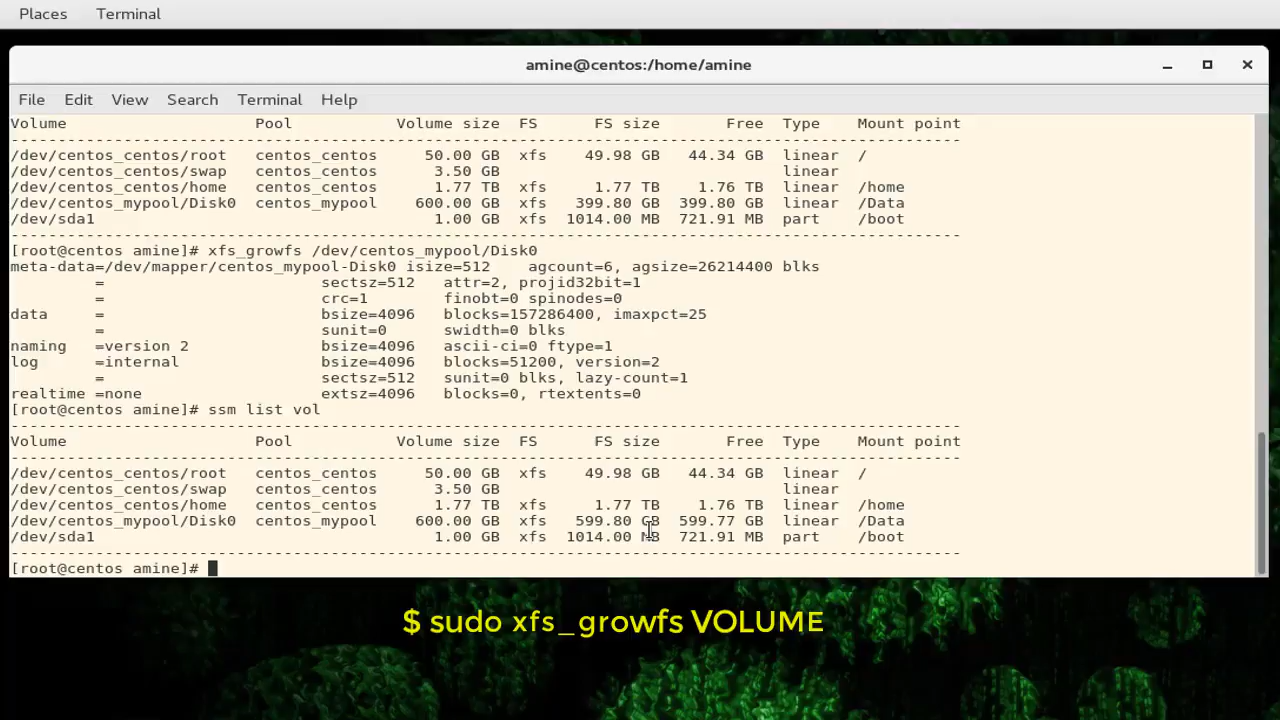 Places Terminal
amine@centos:/home/amine
File Edit View Search Terminal Help
Volume Pool Volume size FS FS size Free Type Mount point
--------------------------------------------------------------------------------------------------------
/dev/centos_centos/root centos_centos 50.00 GB xfs 49.98 GB 44.34 GB linear /
/dev/centos_centos/swap centos_centos 3.50 GB linear
/dev/centos_centos/home centos_centos 1.77 TB xfs 1.77 TB 1.76 TB linear /home
/dev/centos_mypool/Disk0 centos_mypool 600.00 GB xfs 399.80 GB 399.80 GB linear /Data
/dev/sda1 1.00 GB xfs 1014.00 MB 721.91 MB part /boot
--------------------------------------------------------------------------------------------------------
[root@centos amine]# xfs_growfs /dev/centos_mypool/Disk0
meta-data=/dev/mapper/centos_mypool-Disk0 isize=512 agcount=6, agsize=26214400 blks
= sectsz=512 attr=2, projid32bit=1
= crc=1 finobt=0 spinodes=0
data = bsize=4096 blocks=157286400, imaxpct=25
= sunit=0 swidth=0 blks
naming =version 2 bsize=4096 ascii-ci=0 ftype=1
log =internal bsize=4096 blocks=51200, version=2
= sectsz=512 sunit=0 blks, lazy-count=1
realtime =none extsz=4096 blocks=0, rtextents=0
[root@centos amine]# ssm list vol
--------------------------------------------------------------------------------------------------------
Volume Pool Volume size FS FS size Free Type Mount point
--------------------------------------------------------------------------------------------------------
/dev/centos_centos/root centos_centos 50.00 GB xfs 49.98 GB 44.34 GB linear /
/dev/centos_centos/swap centos_centos 3.50 GB linear
/dev/centos_centos/home centos_centos 1.77 TB xfs 1.77 TB 1.76 TB linear /home
/dev/centos_mypool/Disk0 centos_mypool 600.00 GB xfs 599.80 GB 599.77 GB linear /Data
/dev/sda1 1.00 GB xfs 1014.00 MB 721.91 MB part /boot
--------------------------------------------------------------------------------------------------------
[root@centos amine]#
$ sudo xfs_growfs VOLUME